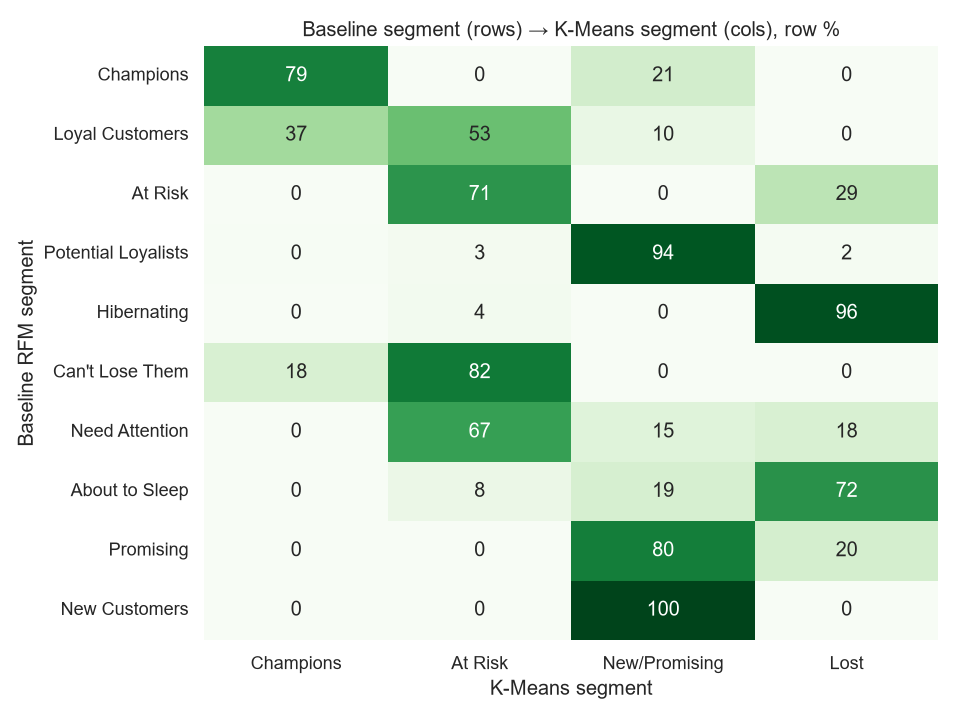 Baseline segment (rows) → K-Means segment (cols), row %
Baseline RFM segment
Champions 79 0 21 0
Loyal Customers 37 53 10 0
At Risk 0 71 0 29
Potential Loyalists 0 3 94 2
Hibernating 0 4 0 96
Can't Lose Them 18 82 0 0
Need Attention 0 67 15 18
About to Sleep 0 8 19 72
Promising 0 0 80 20
New Customers 0 0 100 0
Champions At Risk New/Promising Lost
K-Means segment